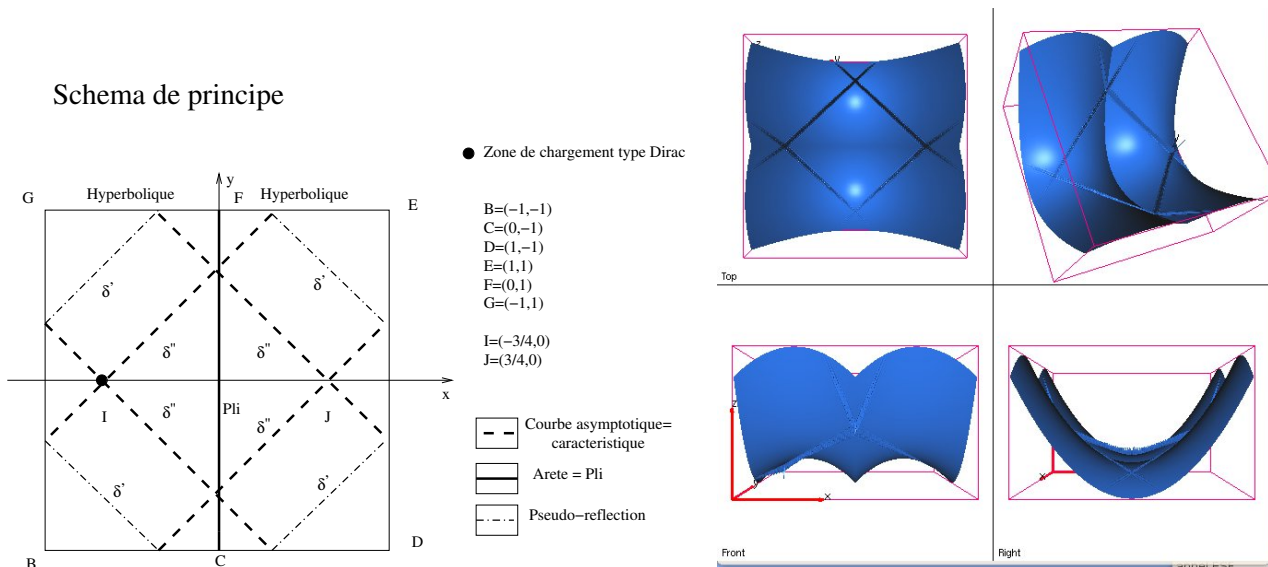 Schema de principe
Zone de chargement type Dirac
G
Hyperbolique
y
F
Hyperbolique
E
B=(−1,−1)
C=(0,−1)
D=(1,−1)
E=(1,1)
F=(0,1)
G=(−1,1)
I=(−3/4,0)
J=(3/4,0)
δ'
δ'
δ''
δ''
x
I
δ''
Pli
δ''
J
δ'
δ'
B
C
D
Courbe asymptotique=
caracteristique
Arete = Pli
Pseudo−reflection
z
y
Top
y
z
y
x
Front
x
Right